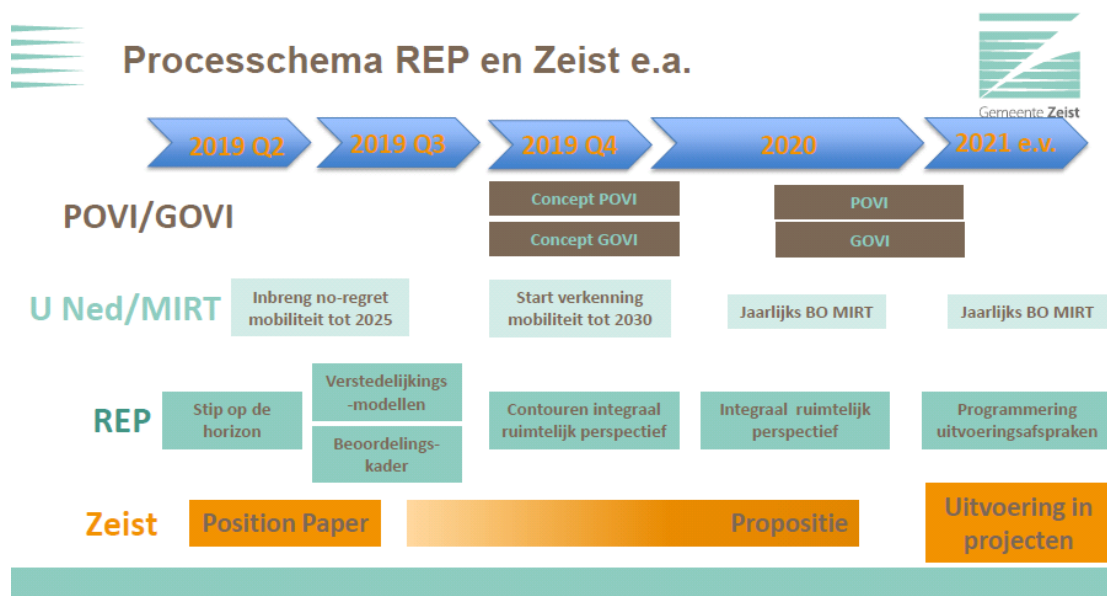 Processchema REP en Zeist e.a.
Gemeente Zeist
2019 Q2
2019 Q3
2019 Q4
2020
2021 e.v.
POVI/GOVI
Concept POVI
POVI
Concept GOVI
GOVI
U Ned/MIRT
Inbreng no-regret
mobiliteit tot 2025
Start verkenning
mobiliteit tot 2030
Jaarlijks BO MIRT
Jaarlijks BO MIRT
REP
Stip op de
horizon
Verstedelijkings
-modellen
Beoordelings-
kader
Contouren integraal
ruimtelijk perspectief
Integraal ruimtelijk
perspectief
Programmering
uitvoeringsafspraken
Zeist
Position Paper
Propositie
Uitvoering in
projecten